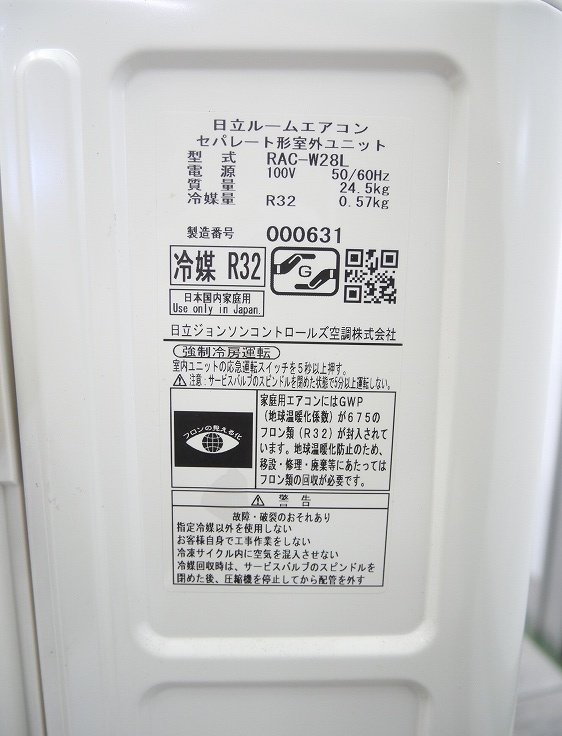 日立ルームエアコン
セパレート形室外ユニット
型式 RAC-W28L
電源 100V 50/60Hz
質量 24.5kg
冷媒量 R32 0.57kg
製造番号 000631
冷媒 R32
G
日本国内家庭用
Use only in Japan.
日立ジョンソンコントロールズ空調株式会社
強制冷房運転
室内ユニットの応急運転スイッチを5秒以上押す。
⚠注意:サービスバルブのスピンドルを閉めた状態で5分以上運転しない。
フロンの見える化
家庭用エアコンにはGWP
(地球温暖化係数)が675の
フロン類(R32)が封入されて
います。地球温暖化防止のため、
移設・修理・廃棄等にあたっては
フロン類の回収が必要です。
⚠ 警告
故障・破裂のおそれあり
指定冷媒以外を使用しない
お客様自身で工事作業をしない
冷凍サイクル内に空気を混入させない
冷媒回収時は、サービスバルブのスピンドルを
閉めた後、圧縮機を停止してから配管を外す